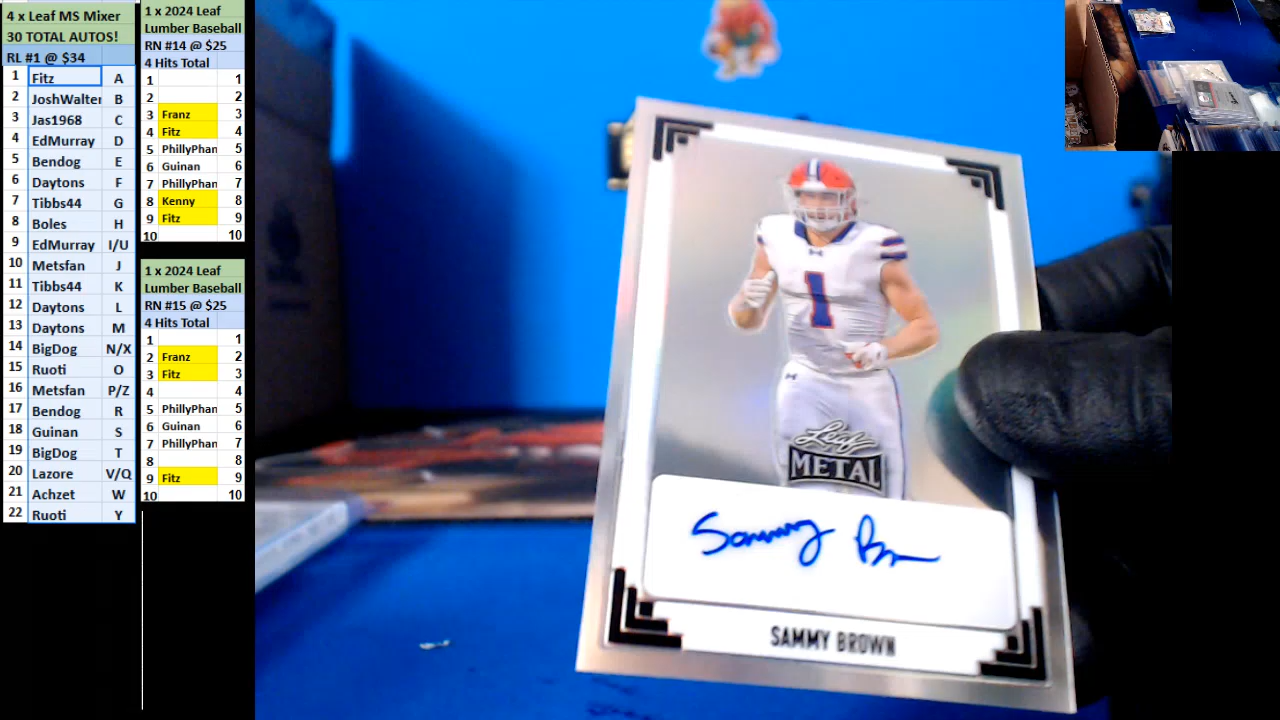 4 x Leaf MS Mixer
30 TOTAL AUTOS!
RL #1 @ $34
1 Fitz A
2 JoshWalter B
3 Jas1968 C
4 EdMurray D
5 Bendog E
6 Daytons F
7 Tibbs44 G
8 Boles H
9 EdMurray I/U
10 Metsfan J
11 Tibbs44 K
12 Daytons L
13 Daytons M
14 BigDog N/X
15 Ruoti O
16 Metsfan P/Z
17 Bendog R
18 Guinan S
19 BigDog T
20 Lazore V/Q
21 Achzet W
22 Ruoti Y
1 x 2024 Leaf
Lumber Baseball
RN #14 @ $25
4 Hits Total
1 1
2 2
3 Franz 3
4 Fitz 4
5 PhillyPhan 5
6 Guinan 6
7 PhillyPhan 7
8 Kenny 8
9 Fitz 9
10 10
1 x 2024 Leaf
Lumber Baseball
RN #15 @ $25
4 Hits Total
1 1
2 Franz 2
3 Fitz 3
4 4
5 PhillyPhan 5
6 Guinan 6
7 PhillyPhan 7
8 8
9 Fitz 9
10 10
1
Leaf
METAL
Sammy Brown
SAMMY BROWN